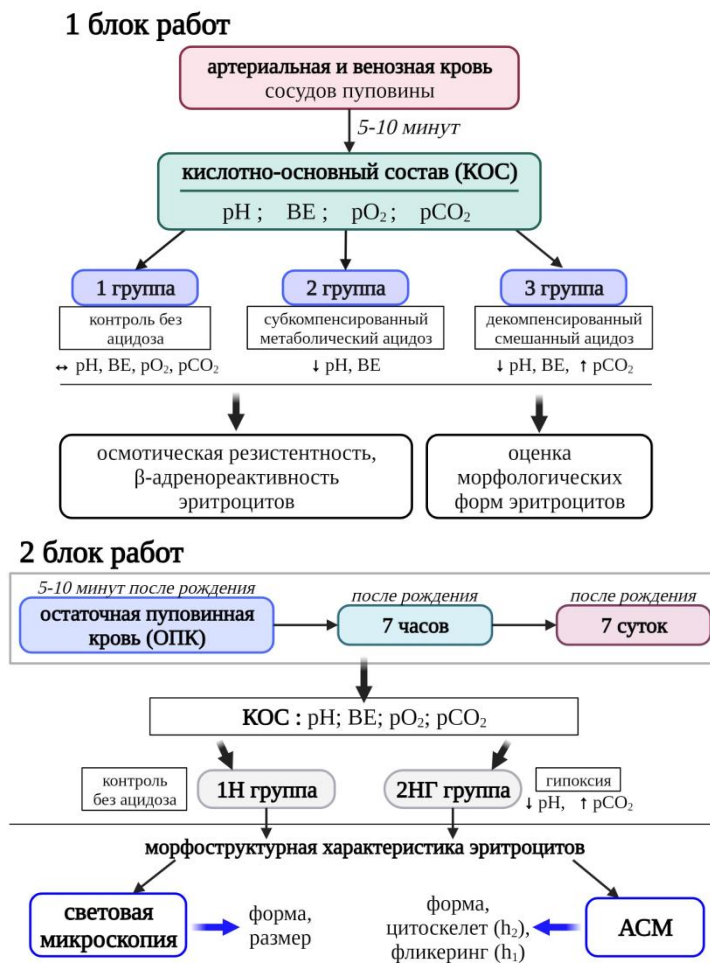 1 блок работ
артериальная и венозная кровь
сосудов пуповины
5-10 минут
кислотно-основный состав (КОС)
pH ; BE ; pO₂ ; pCO₂
1 группа
2 группа
3 группа
контроль без
ацидоза
субкомпенсированный
метаболический ацидоз
декомпенсированный
смешанный ацидоз
↔ pH, BE, pO₂, pCO₂
↓ pH, BE
↓ pH, BE, ↑ pCO₂
осмотическая резистентность,
β-адренореактивность
эритроцитов
оценка
морфологических
форм эритроцитов
2 блок работ
5-10 минут после рождения
остаточная пуповинная
кровь (ОПК)
после рождения
7 часов
после рождения
7 суток
КОС : pH; BE; pO₂; pCO₂
контроль
без ацидоза
1Н группа
2НГ группа
гипоксия
↓ pH, ↑ pCO₂
морфоструктурная характеристика эритроцитов
световая
микроскопия
форма,
размер
форма,
цитоскелет (h₂),
фликеринг (h₁)
АСМ